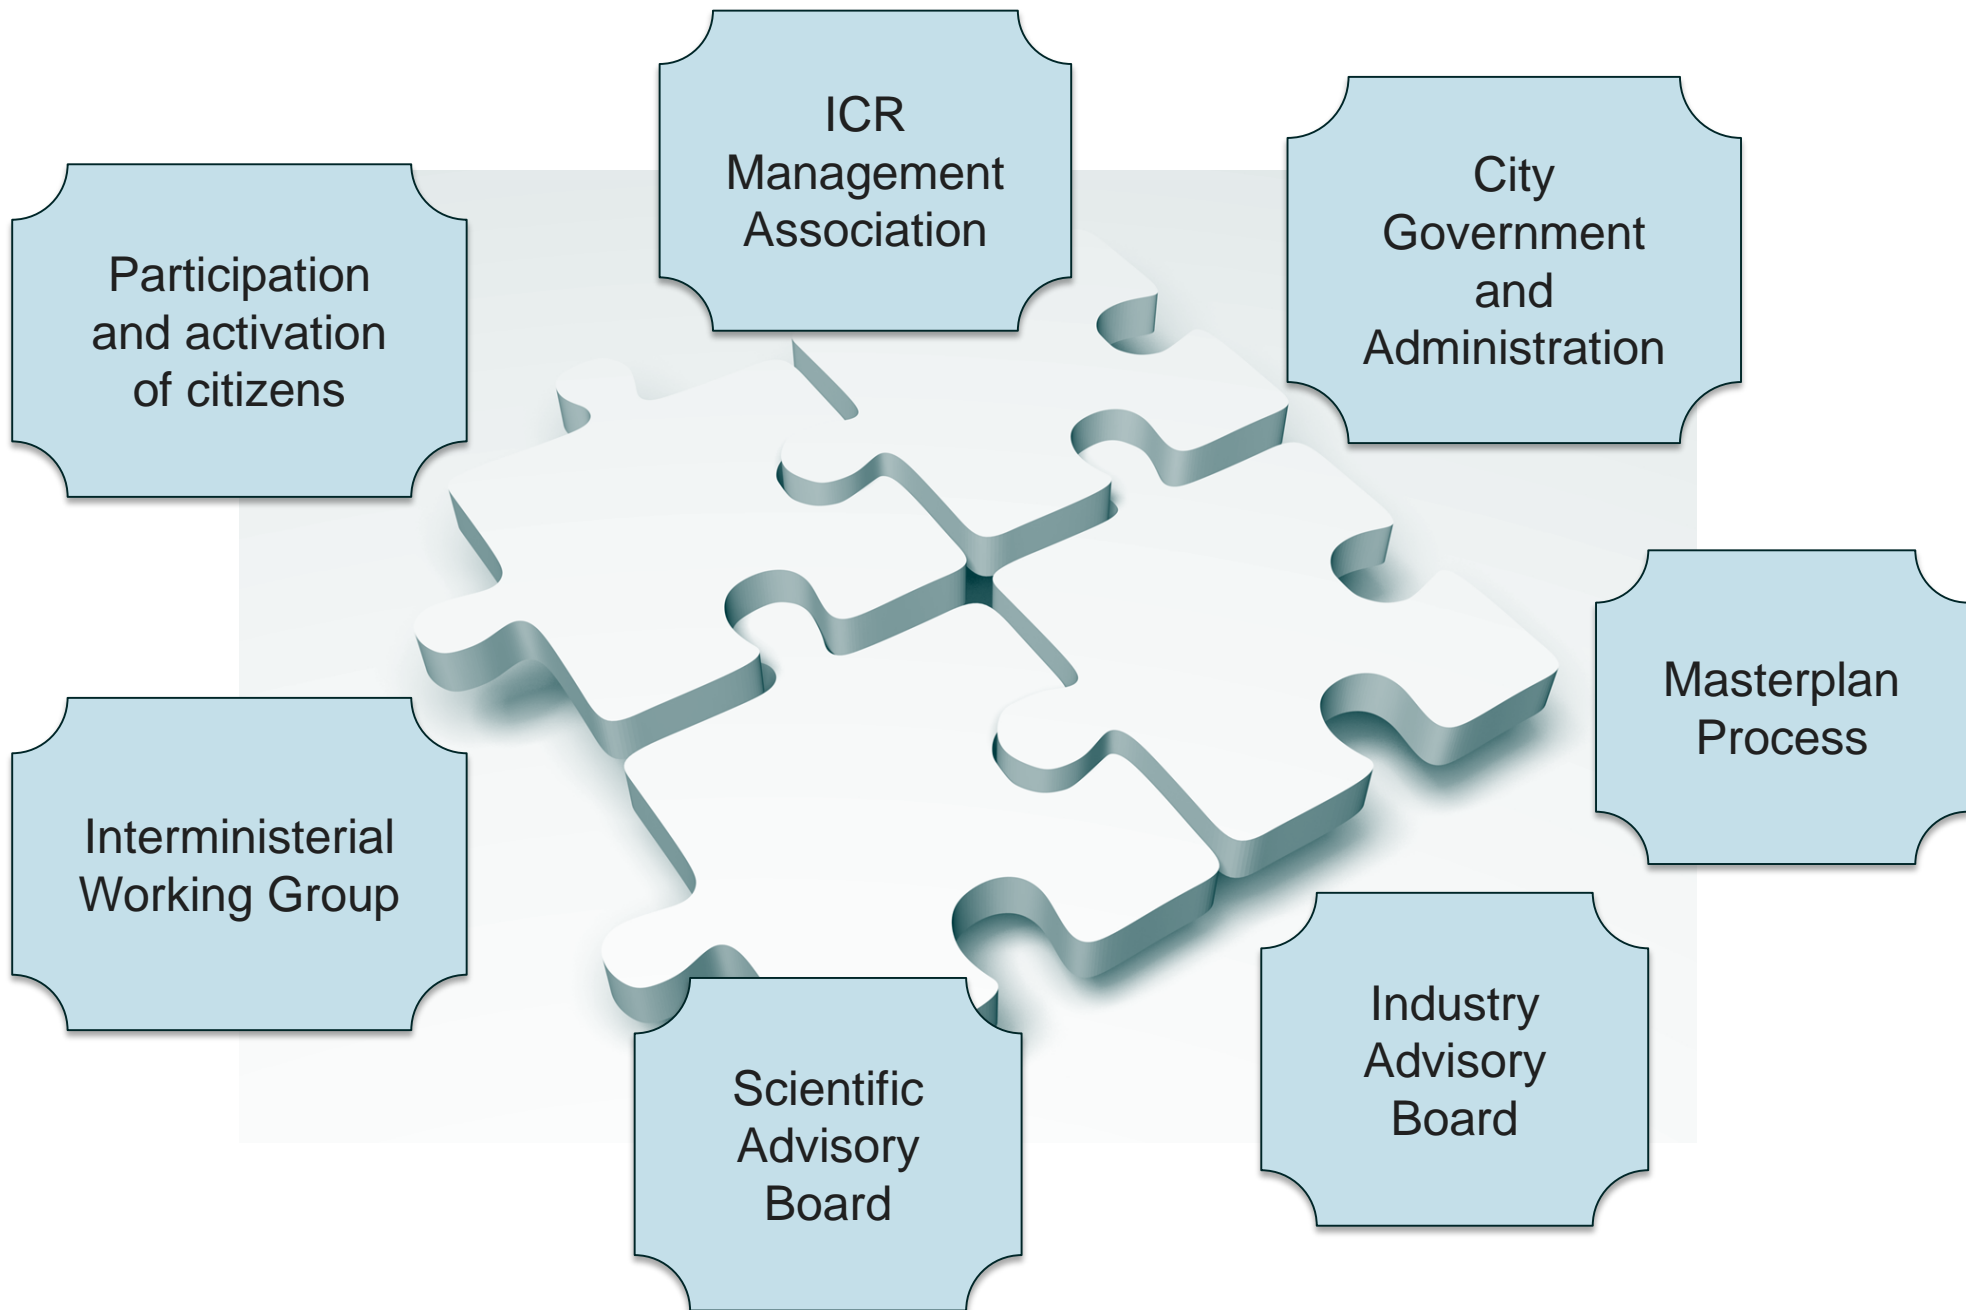 ICR
Management
Association
City
Government
and
Administration
Participation
and activation
of citizens
Masterplan
Process
Interministerial
Working Group
Industry
Advisory
Board
Scientific
Advisory
Board